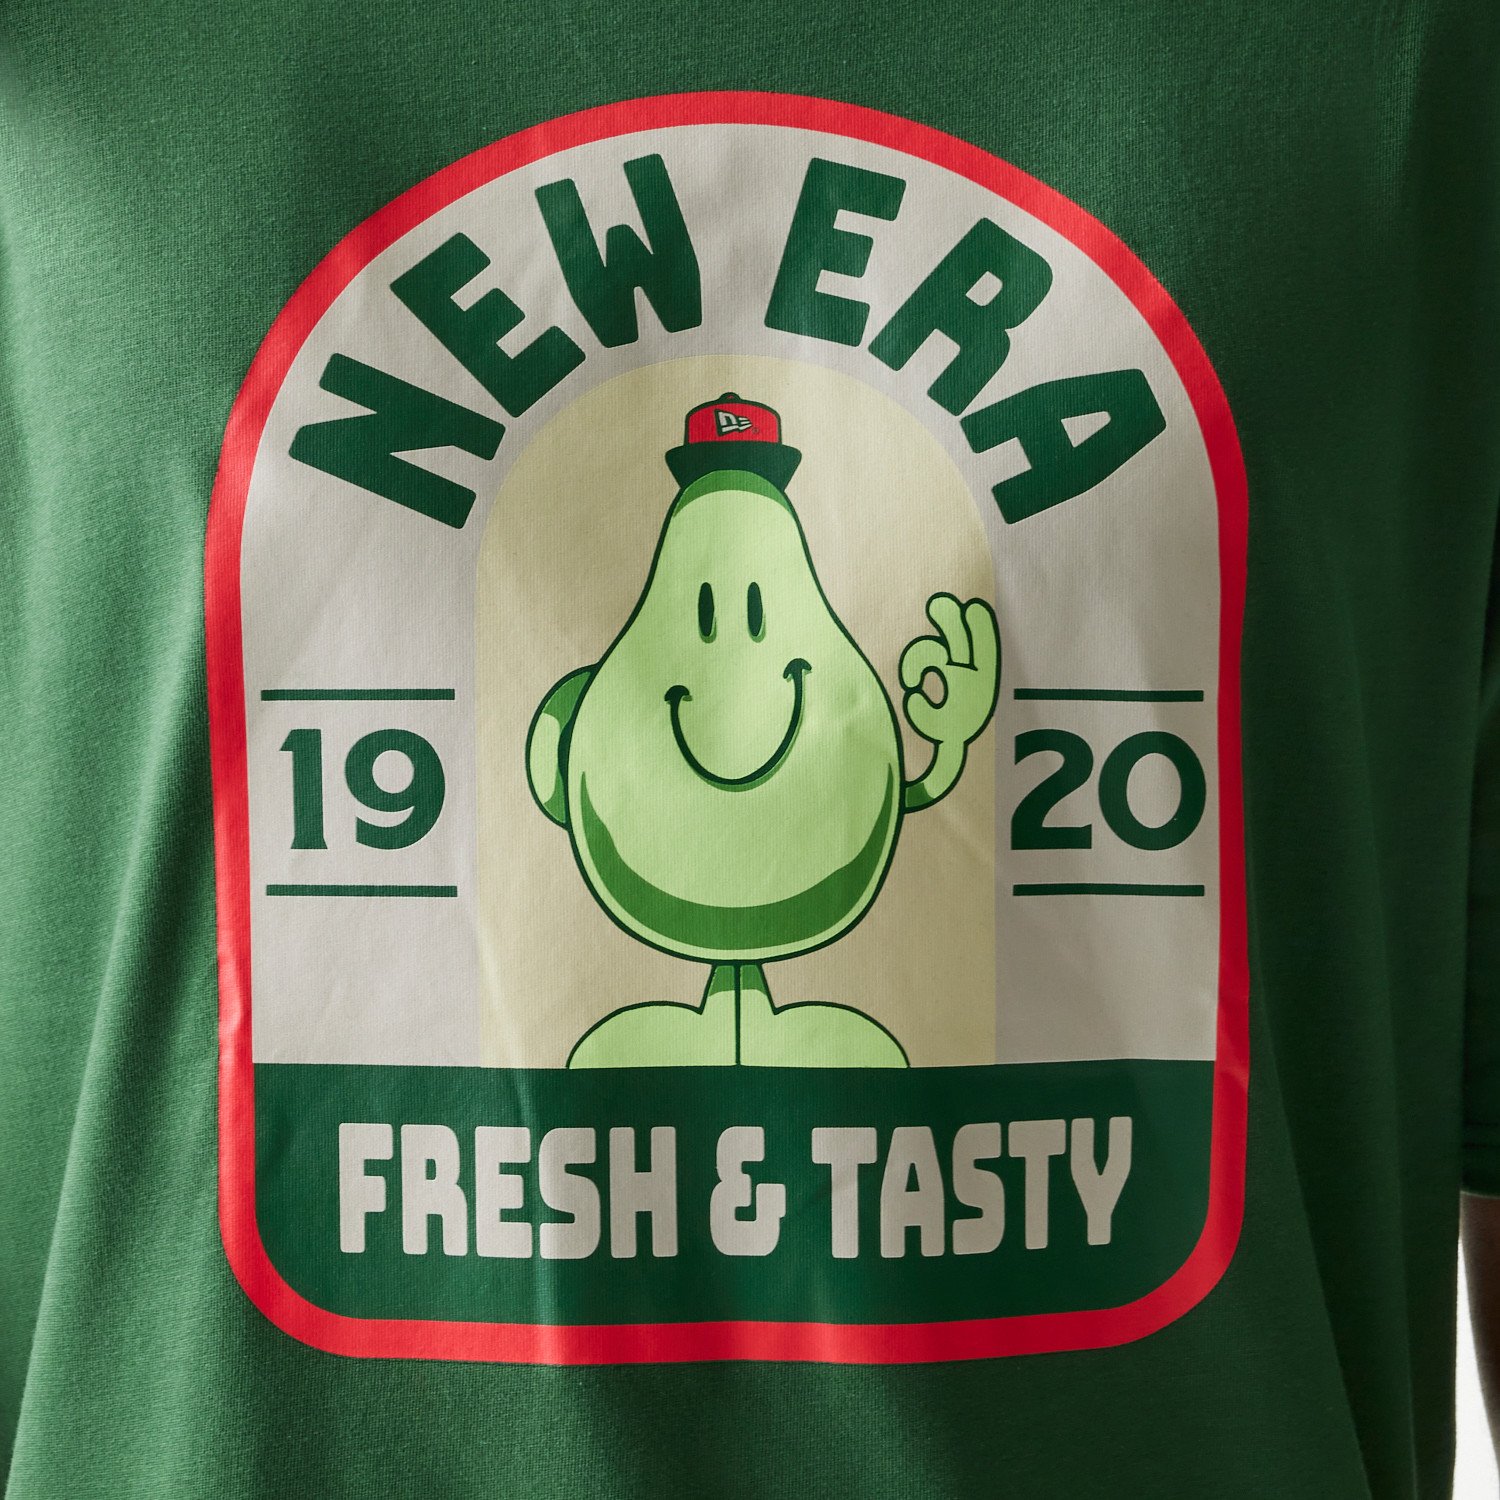 NEW ERA
19 20
FRESH & TASTY